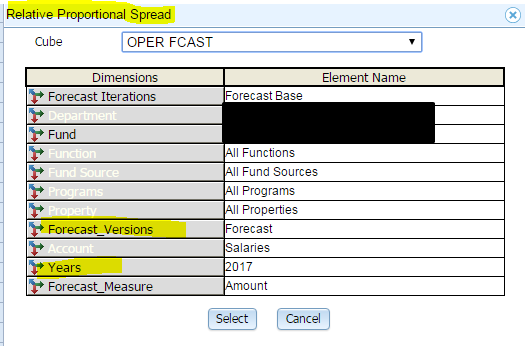 Relative Proportional Spread
Cube OPER FCAST
Dimensions Element Name
Forecast Iterations Forecast Base
Department
Fund
Function All Functions
Fund Source All Fund Sources
Programs All Programs
Property All Properties
Forecast_Versions Forecast
Account Salaries
Years 2017
Forecast_Measure Amount
Select Cancel